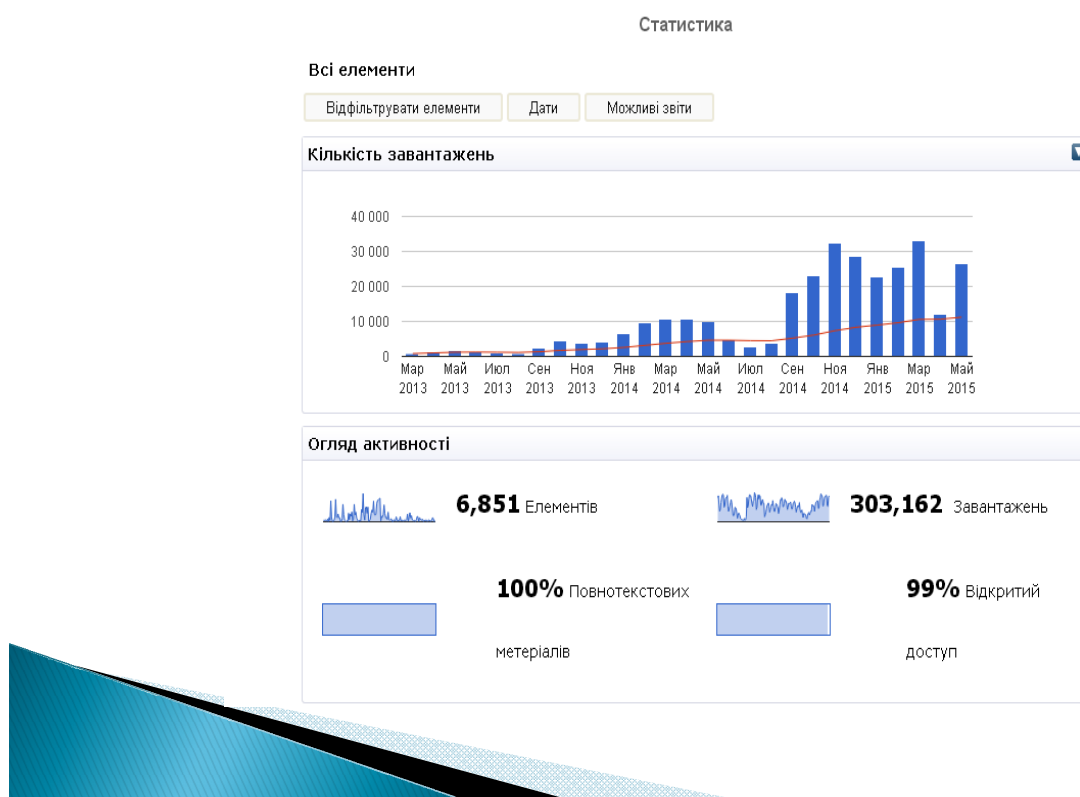 Статистика
Всі елементи
Відфільтрувати елементи Дати Можливі звіти
Кількість завантажень
40 000
30 000
20 000
10 000
0
Мар Май Июл Сен Ноя Янв Мар Май Июл Сен Ноя Янв Мар Май
2013 2013 2013 2013 2013 2014 2014 2014 2014 2014 2014 2015 2015 2015
Огляд активності
6,851 Елементів 303,162 Завантажень
100% Повнотекстових 99% Відкритий
метеріалів доступ